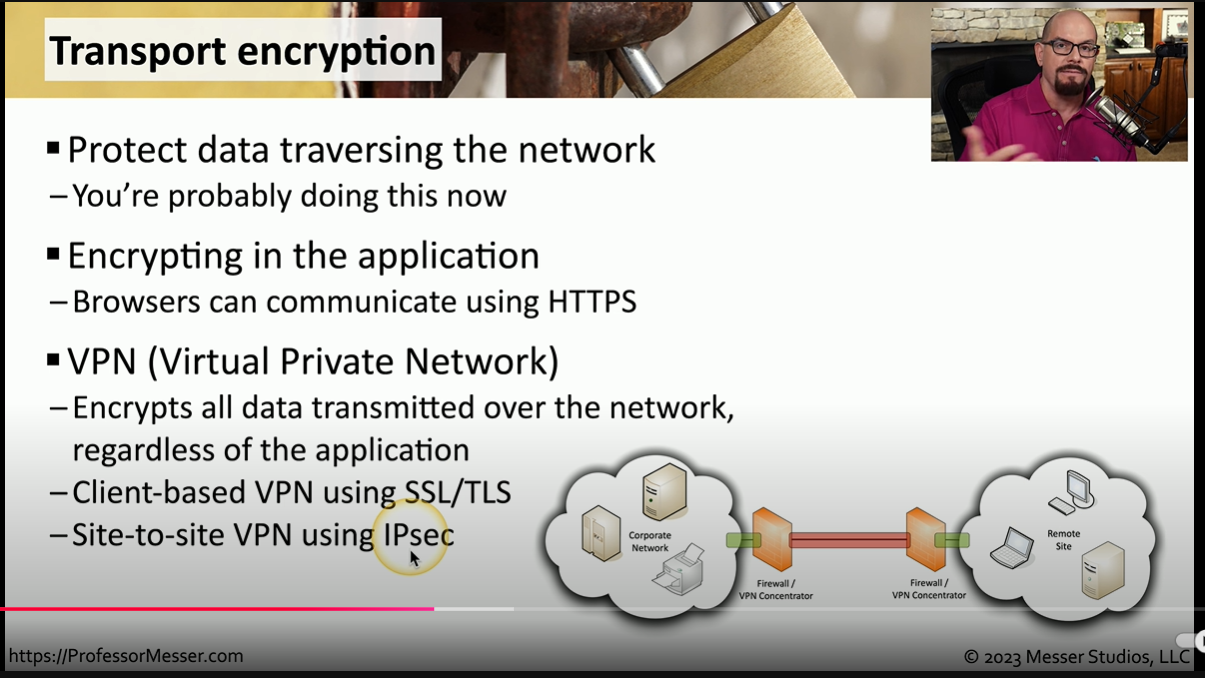 Transport encryption
▪ Protect data traversing the network
– You're probably doing this now
▪ Encrypting in the application
– Browsers can communicate using HTTPS
▪ VPN (Virtual Private Network)
– Encrypts all data transmitted over the network,
regardless of the application
– Client-based VPN using SSL/TLS
– Site-to-site VPN using IPsec
Corporate
Network
Firewall /
VPN Concentrator
Firewall /
VPN Concentrator
Remote
Site
https://ProfessorMesser.com
© 2023 Messer Studios, LLC